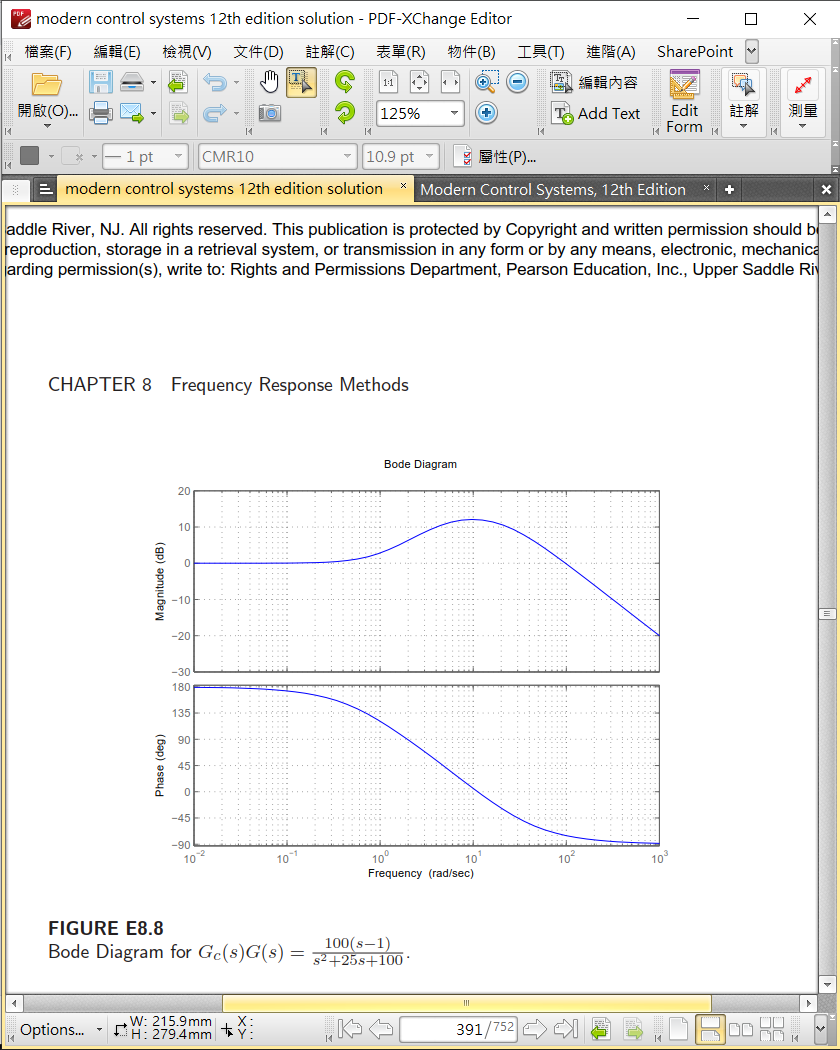 modern control systems 12th edition solution - PDF-XChange Editor
檔案(F) 編輯(E) 檢視(V) 文件(D) 註解(C) 表單(R) 物件(B) 工具(T) 進階(A) SharePoint
開啟(O)...
1:1
125%
編輯內容
Add Text
Edit
Form
註解
測量
1 pt
CMR10
10.9 pt
屬性(P)...
modern control systems 12th edition solution
Modern Control Systems, 12th Edition
addle River, NJ. All rights reserved. This publication is protected by Copyright and written permission should be
reproduction, storage in a retrieval system, or transmission in any form or by any means, electronic, mechanica
arding permission(s), write to: Rights and Permissions Department, Pearson Education, Inc., Upper Saddle Riv
CHAPTER 8 Frequency Response Methods
Bode Diagram
20
10
0
−10
−20
−30
Magnitude (dB)
180
135
90
45
0
−45
−90
Phase (deg)
10⁻² 10⁻¹ 10⁰ 10¹ 10² 10³
Frequency (rad/sec)
FIGURE E8.8
Bode Diagram for Gc(s)G(s) = 100(s−1) / s²+25s+100 .
Options...
W: 215.9mm
H: 279.4mm
X:
Y:
391/752